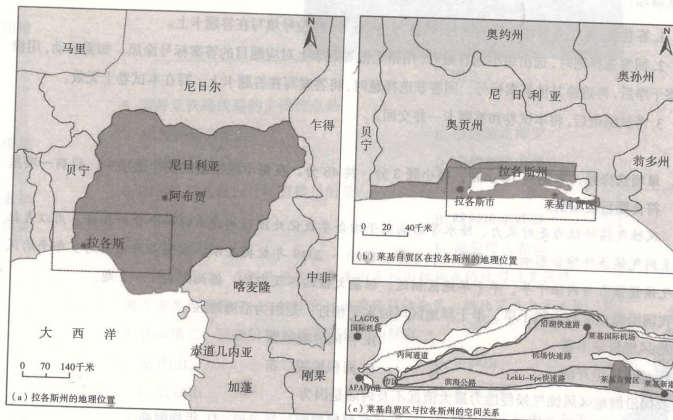 N
马里
尼日尔
乍得
贝宁
尼日利亚
阿布贾
拉各斯
喀麦隆
中非
大西洋
赤道几内亚
刚果
加蓬
0 70 140千米
(a)拉各斯州的地理位置
N
奥约州
奥孙州
尼日利亚
贝宁
奥贡州
翁多州
拉各斯州
拉各斯市
莱基自贸区
0 20 40千米
(b)莱基自贸区在拉各斯州的地理位置
LAGOS
国际机场
沿湖快速路
莱基国际机场
内河通道
机场快速路
APAPA港
市区
滨海公路
Lekki-Epe快速路
莱基自贸区
莱基新港
(c)莱基自贸区与拉各斯州的空间关系